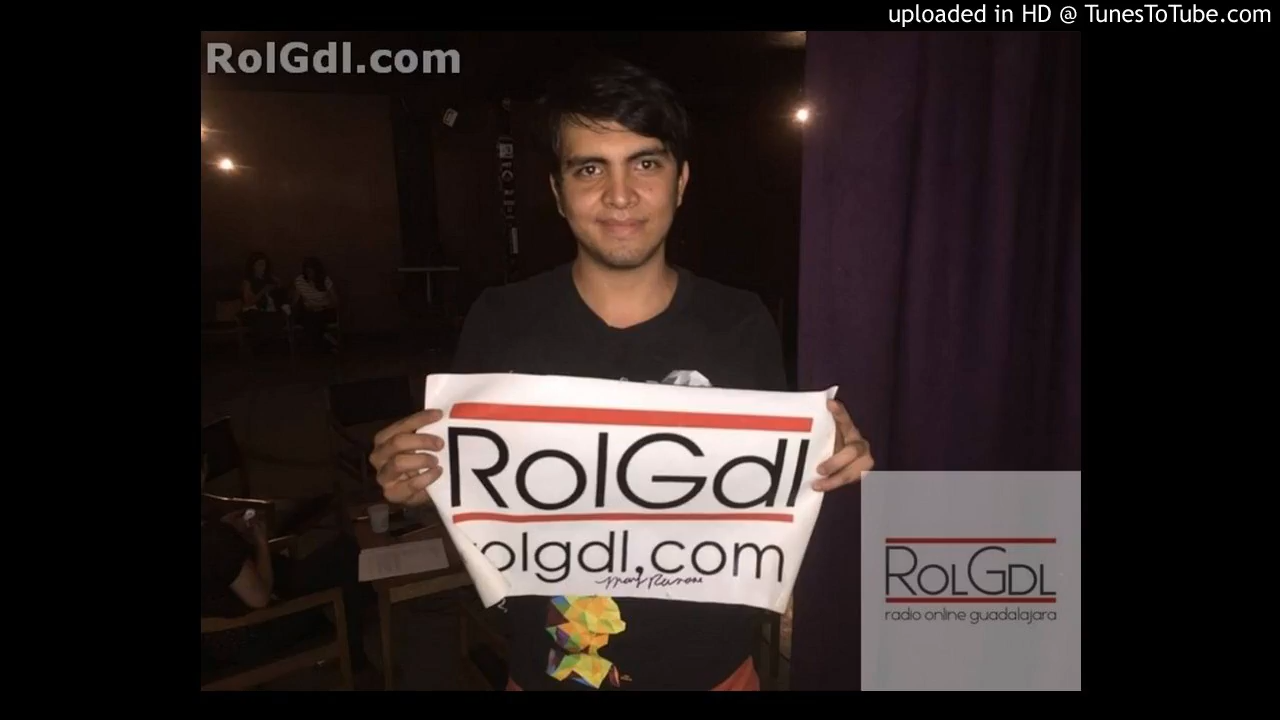 uploaded in HD @ TunesToTube.com
RolGdl.com
RolGdl
rolgdl.com
ROLGDL
radio online guadalajara